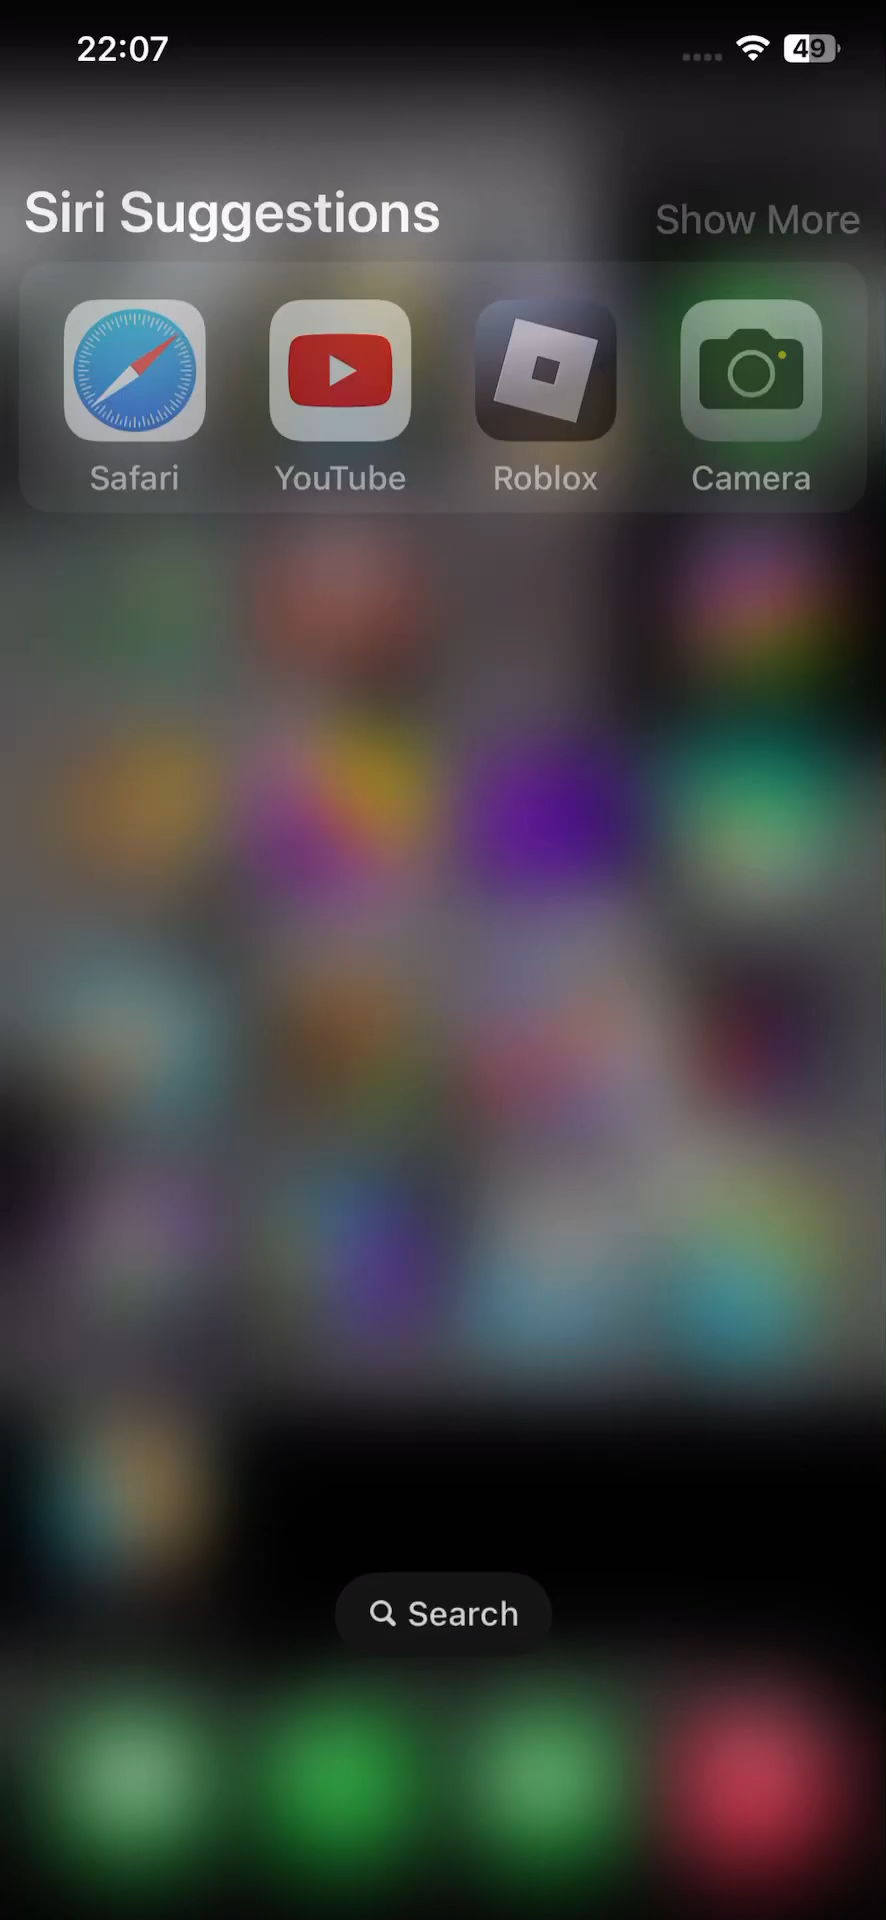 22:07
49
Siri Suggestions
Show More
Safari
YouTube
Roblox
Camera
Search